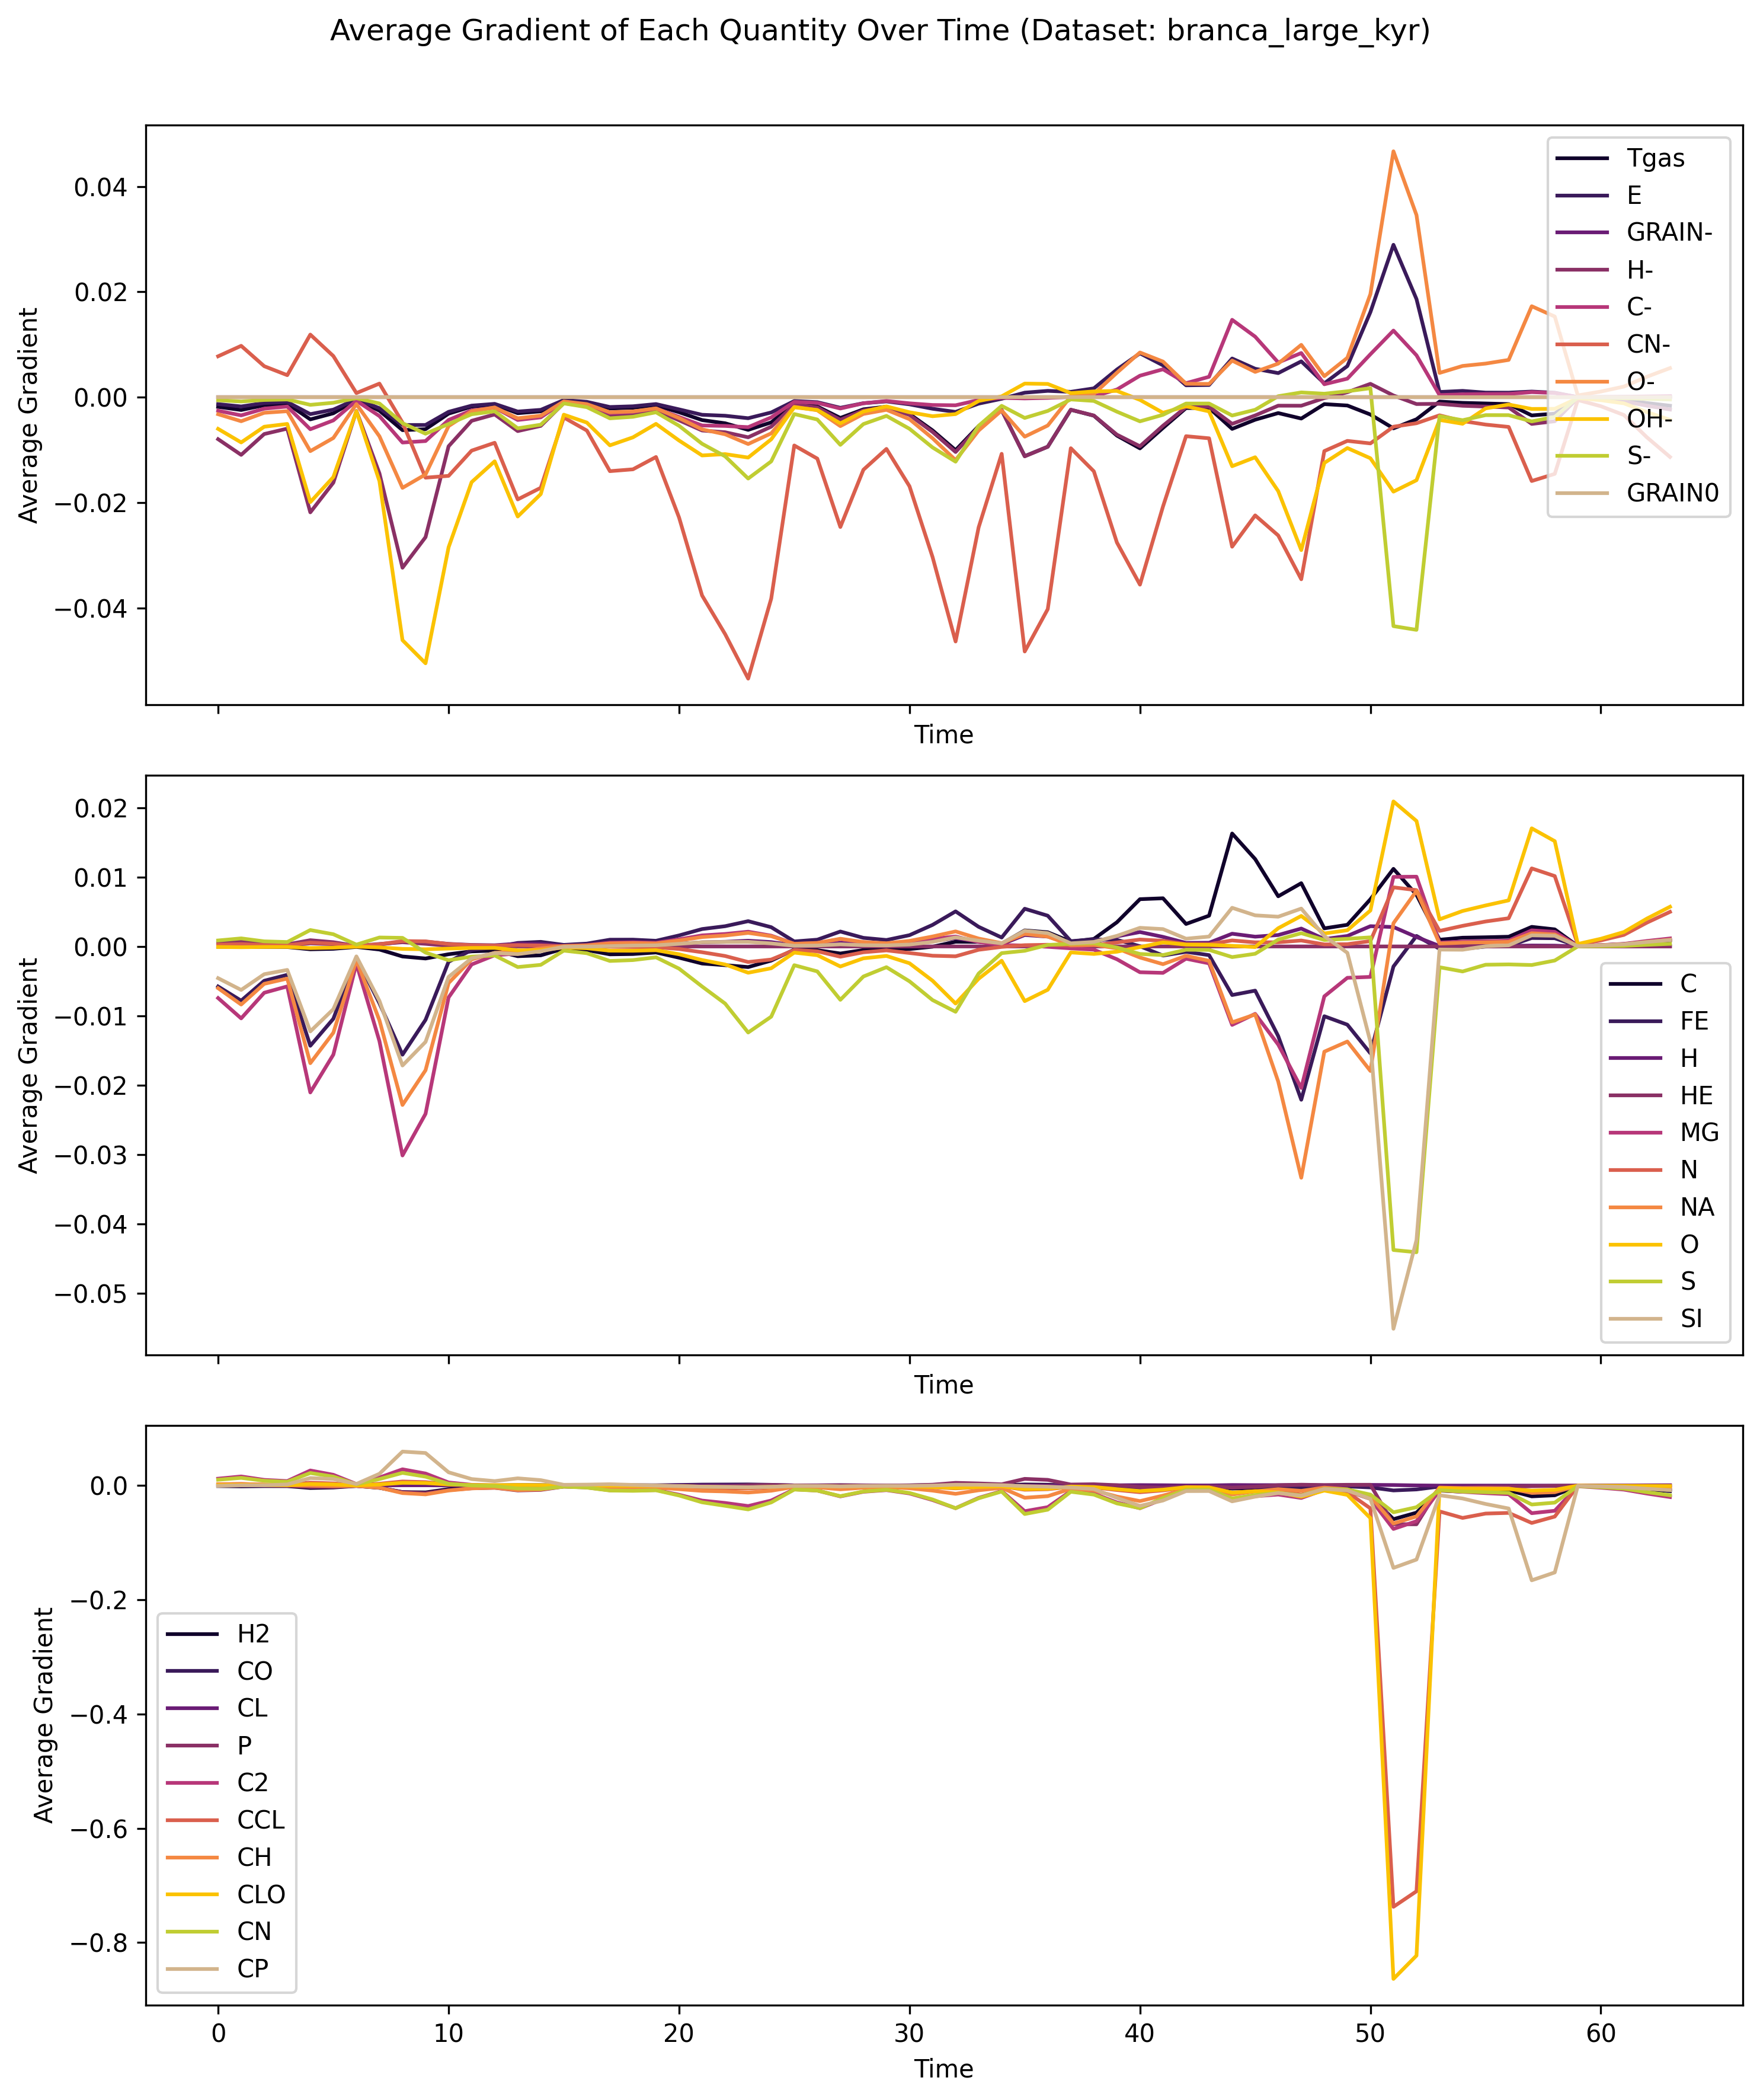 Average Gradient of Each Quantity Over Time (Dataset: branca_large_kyr)
Average Gradient
0.04
0.02
0.00
−0.02
−0.04
Tgas
E
GRAIN-
H-
C-
CN-
O-
OH-
S-
GRAIN0
Time
Average Gradient
0.02
0.01
0.00
−0.01
−0.02
−0.03
−0.04
−0.05
C
FE
H
HE
MG
N
NA
O
S
SI
Time
Average Gradient
0.0
−0.2
−0.4
−0.6
−0.8
H2
CO
CL
P
C2
CCL
CH
CLO
CN
CP
0 10 20 30 40 50 60
Time